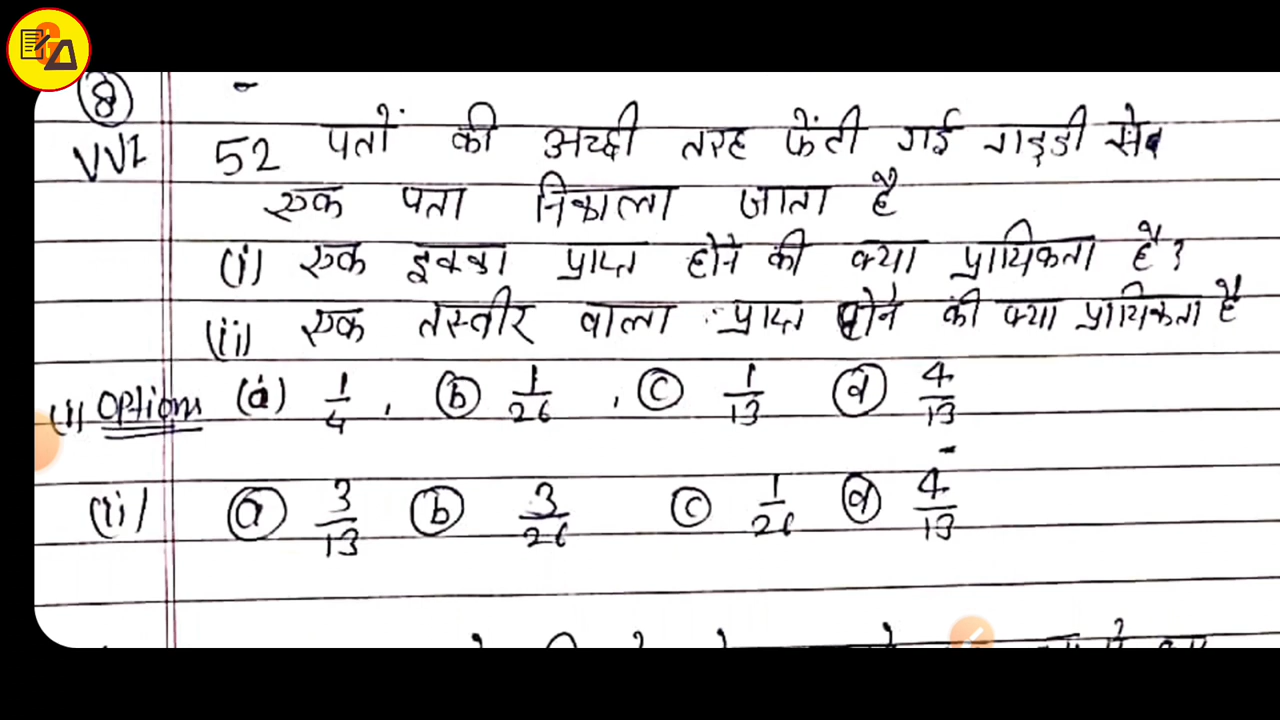 (8)
VVI 52 पतों की अच्छी तरह फेंटी गई गड्डी से
एक पता निकाला जाता है
(i) एक इक्का प्राप्त होने की क्या प्रायिकता है?
(ii) एक तस्वीर वाला प्राप्त होने की क्या प्रायिकता है
(i) Options (a) 1/4, (b) 1/26, (c) 1/13 (d) 4/13
(ii) (a) 3/13 (b) 3/26 (c) 1/26 (d) 4/13